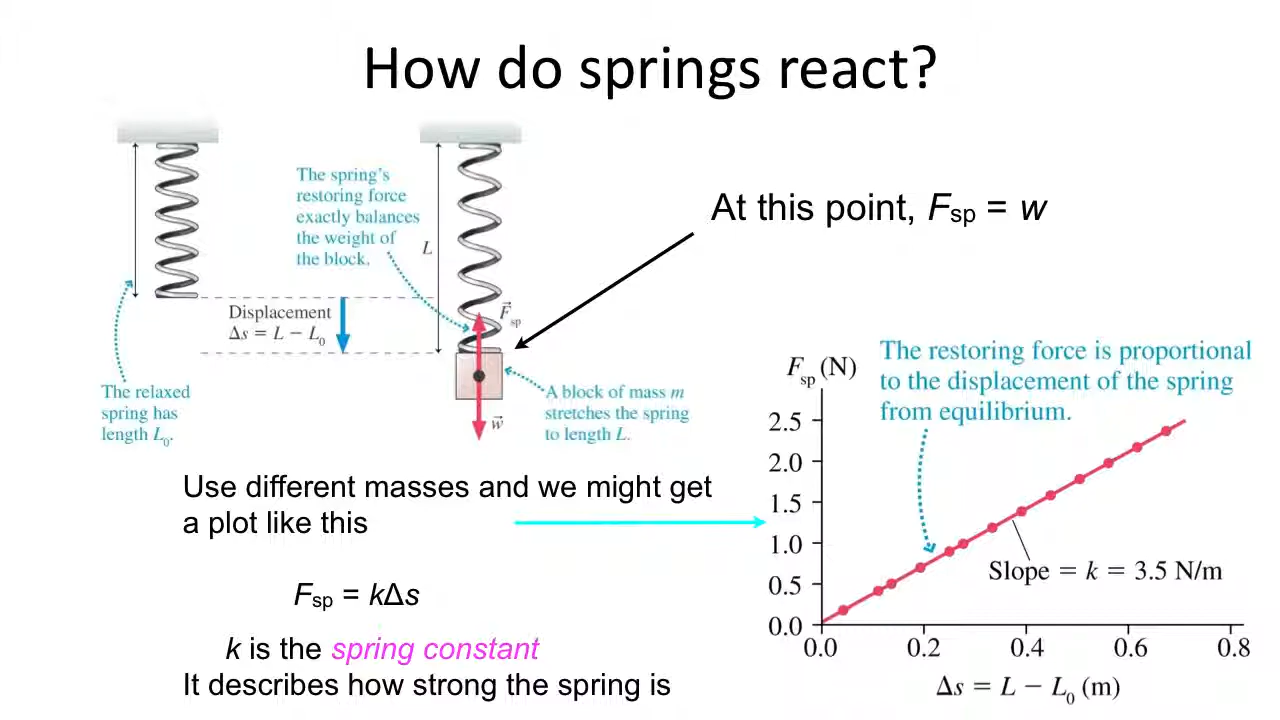 How do springs react?
The spring's
restoring force
exactly balances
the weight of
the block.
L
At this point, Fsp = w
Displacement
Δs = L − L₀
F⃗sp
The relaxed
spring has
length L₀.
w⃗
A block of mass m
stretches the spring
to length L.
Use different masses and we might get
a plot like this
Fsp = kΔs
k is the spring constant
It describes how strong the spring is
Fsp (N)
The restoring force is proportional
to the displacement of the spring
from equilibrium.
2.5
2.0
1.5
1.0
0.5
0.0
Slope = k = 3.5 N/m
0.0 0.2 0.4 0.6 0.8
Δs = L − L₀ (m)